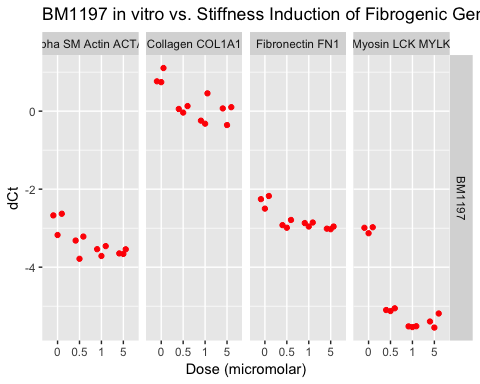 BM1197 in vitro vs. Stiffness Induction of Fibrogenic Gen
pha SM Actin ACTA Collagen COL1A1 Fibronectin FN1 Myosin LCK MYLK
dCt
0
-2
-4
BM1197
0 0.5 1 5 0 0.5 1 5 0 0.5 1 5 0 0.5 1 5
Dose (micromolar)